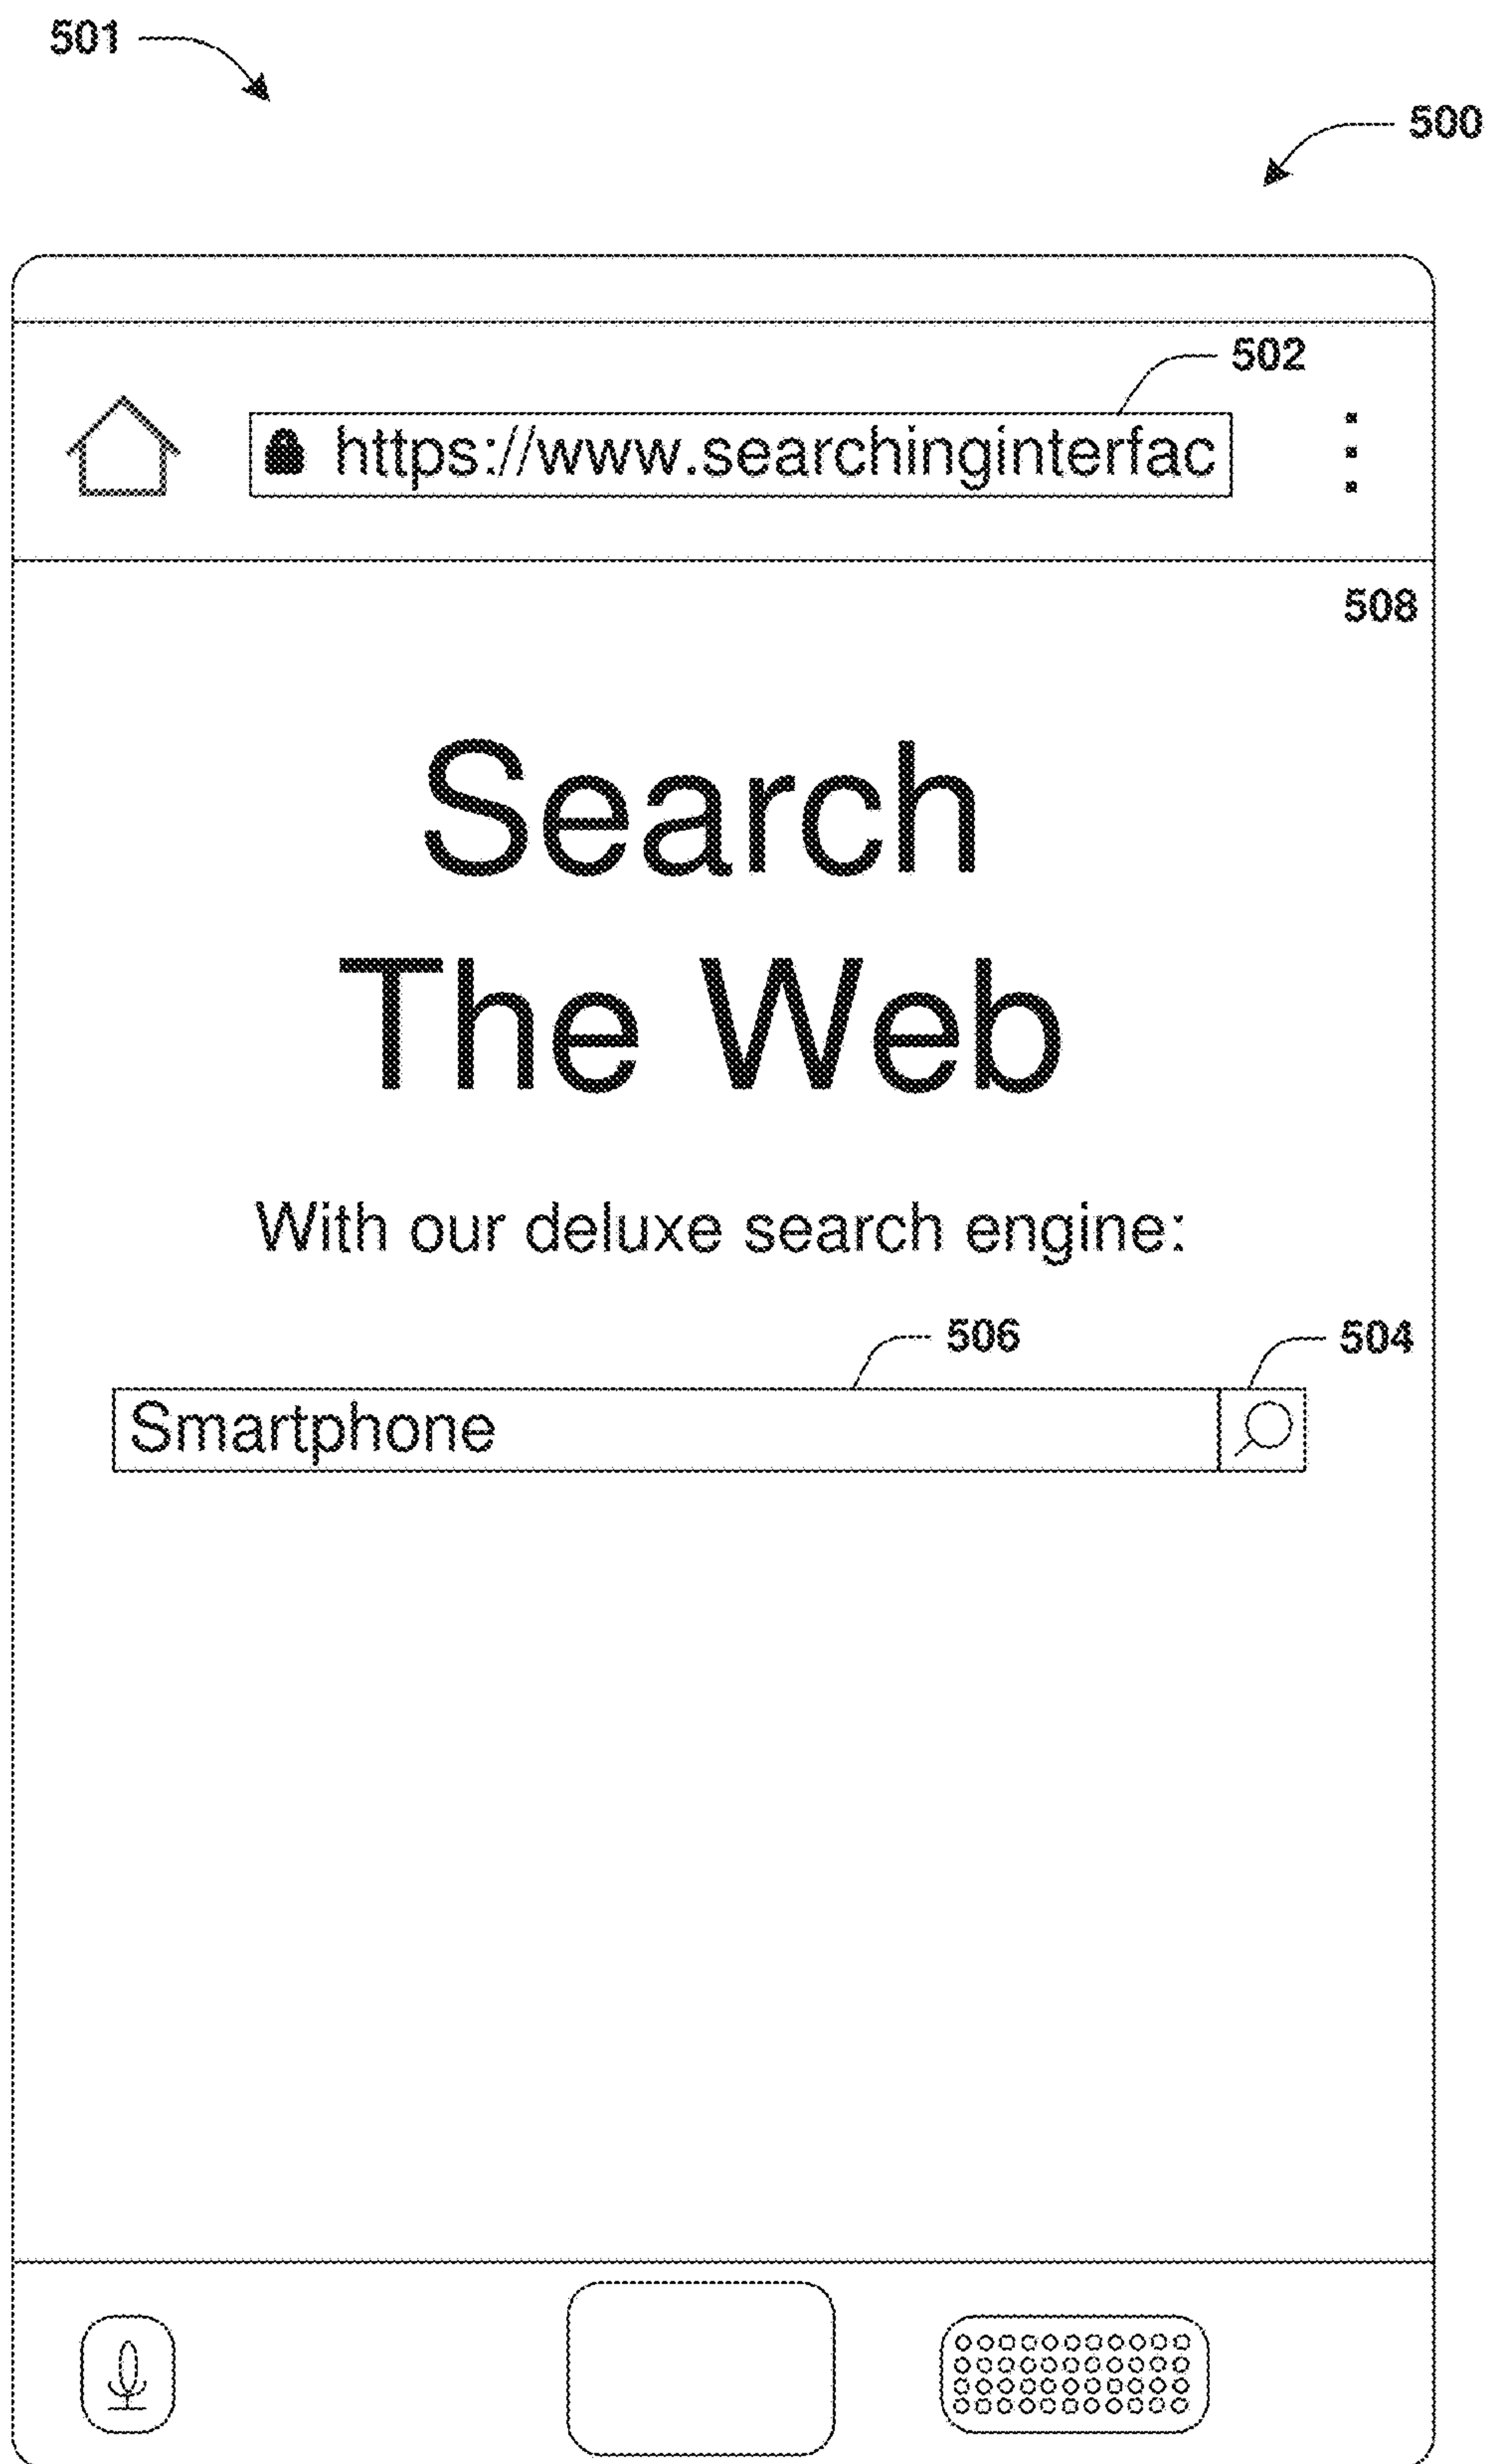 501
500
502
https://www.searchinginterfac
508
Search
The Web
With our deluxe search engine:
506
504
Smartphone